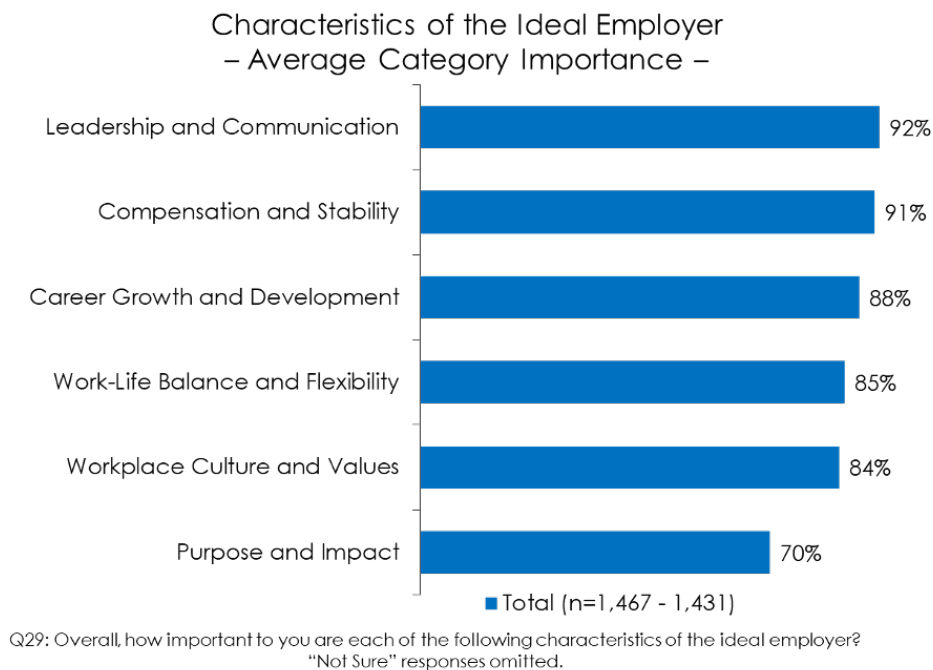 Characteristics of the Ideal Employer
– Average Category Importance –
Leadership and Communication 92%
Compensation and Stability 91%
Career Growth and Development 88%
Work-Life Balance and Flexibility 85%
Workplace Culture and Values 84%
Purpose and Impact 70%
Total (n=1,467 - 1,431)
Q29: Overall, how important to you are each of the following characteristics of the ideal employer?
“Not Sure” responses omitted.